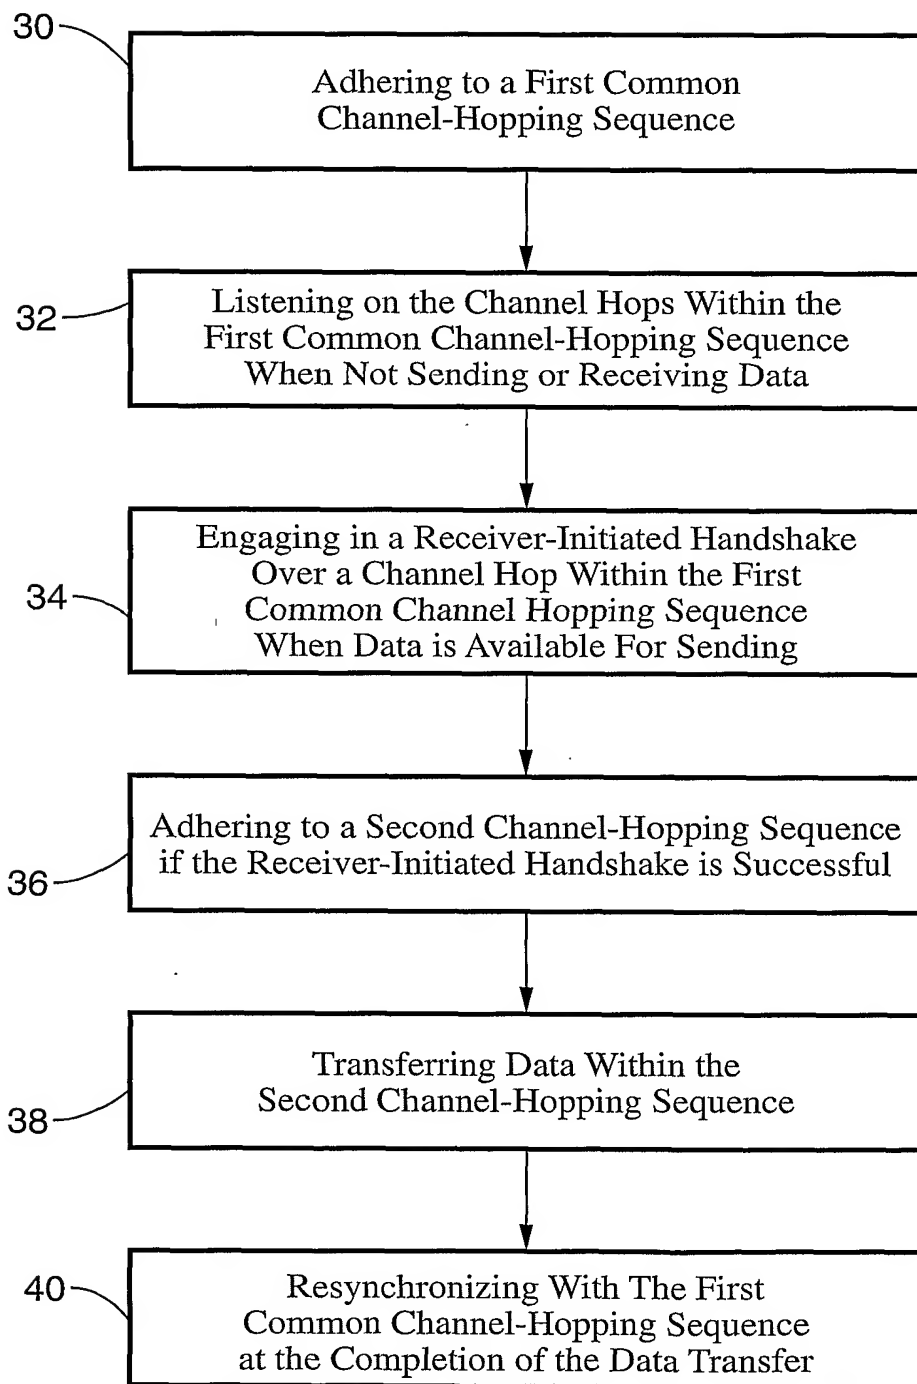 30
Adhering to a First Common
Channel-Hopping Sequence
32
Listening on the Channel Hops Within the
First Common Channel-Hopping Sequence
When Not Sending or Receiving Data
34
Engaging in a Receiver-Initiated Handshake
Over a Channel Hop Within the First
Common Channel Hopping Sequence
When Data is Available For Sending
36
Adhering to a Second Channel-Hopping Sequence
if the Receiver-Initiated Handshake is Successful
38
Transferring Data Within the
Second Channel-Hopping Sequence
40
Resynchronizing With The First
Common Channel-Hopping Sequence
at the Completion of the Data Transfer